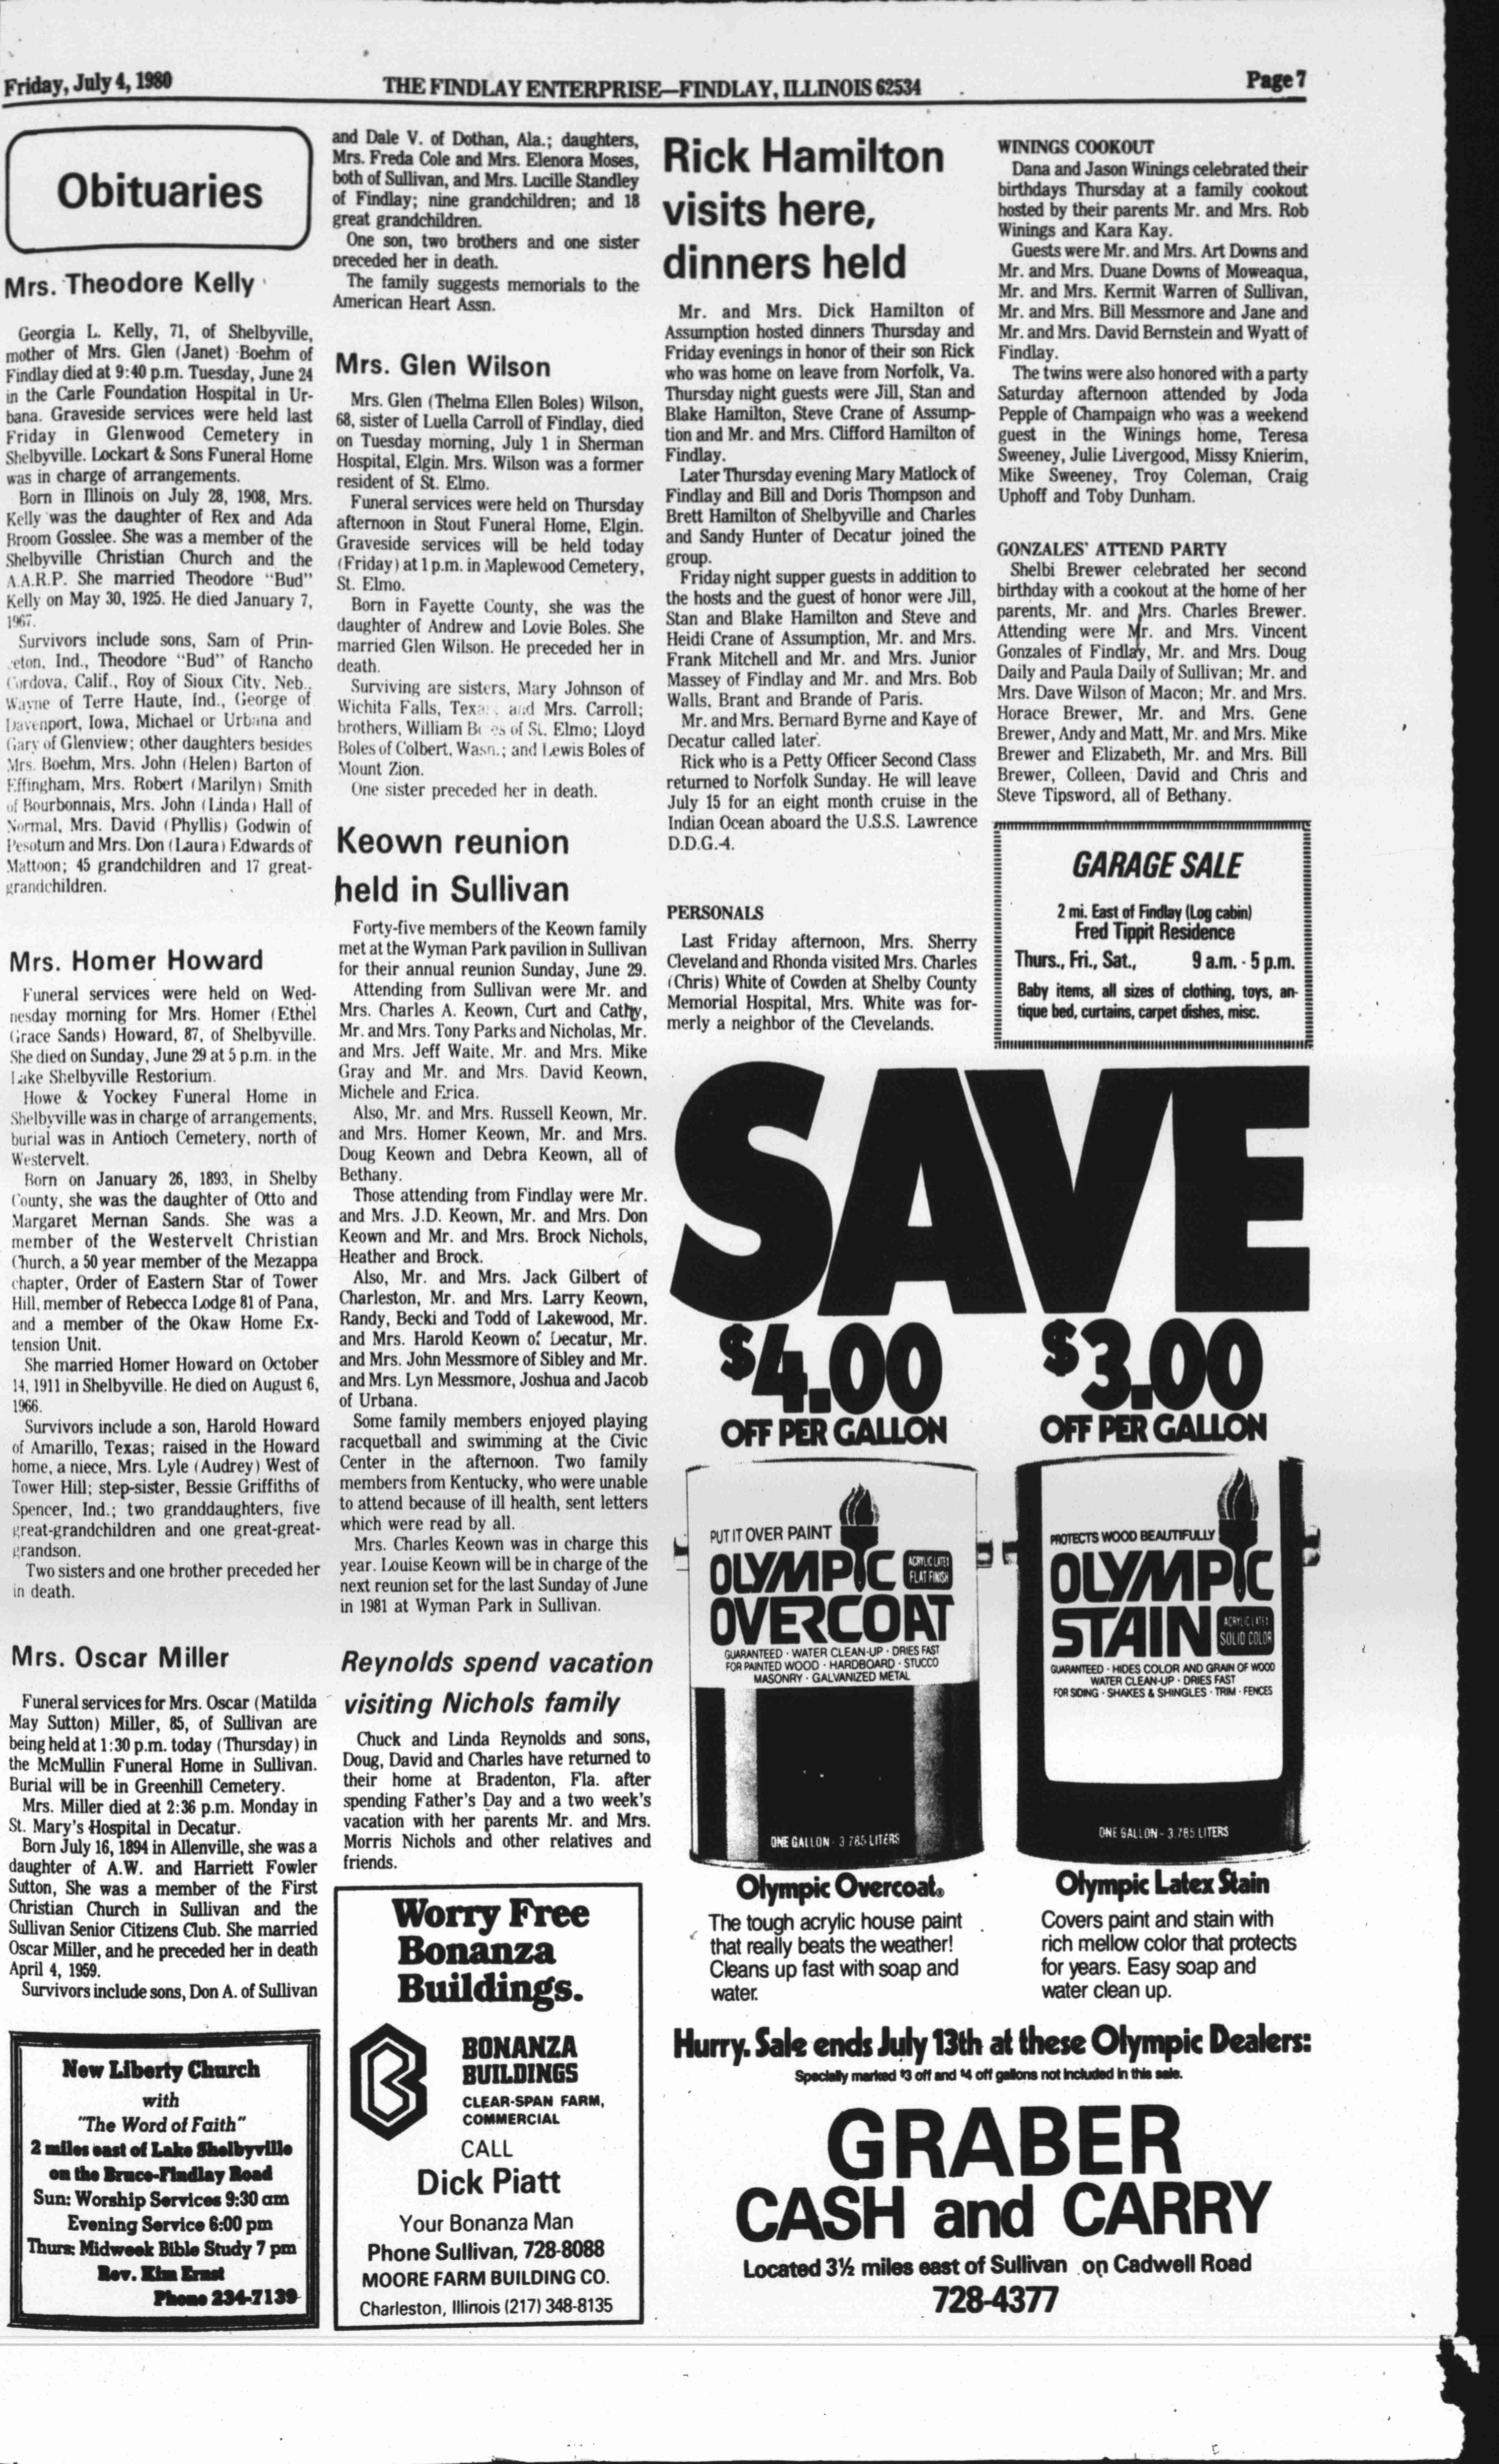 Friday, July 4, 1980
THE FINDLAY ENTERPRISE—FINDLAY, ILLINOIS 62534
Page 7
Obituaries
Mrs. Theodore Kelly
Georgia L. Kelly, 71, of Shelbyville,
mother of Mrs. Glen (Janet) Boehm of
Findlay died at 9:40 p.m. Tuesday, June 24
in the Carle Foundation Hospital in Ur-
bana. Graveside services were held last
Friday in Glenwood Cemetery in
Shelbyville. Lockart & Sons Funeral Home
was in charge of arrangements.
Born in Illinois on July 28, 1908, Mrs.
Kelly was the daughter of Rex and Ada
Broom Gosslee. She was a member of the
Shelbyville Christian Church and the
A.A.R.P. She married Theodore "Bud"
Kelly on May 30, 1925. He died January 7,
1967.
Survivors include sons, Sam of Prin-
ceton, Ind., Theodore "Bud" of Rancho
Cordova, Calif., Roy of Sioux City, Neb.,
Wayne of Terre Haute, Ind., George of
Davenport, Iowa, Michael or Urbana and
Gary of Glenview; other daughters besides
Mrs. Boehm, Mrs. John (Helen) Barton of
Effingham, Mrs. Robert (Marilyn) Smith
of Bourbonnais, Mrs. John (Linda) Hall of
Normal, Mrs. David (Phyllis) Godwin of
Pesotum and Mrs. Don (Laura) Edwards of
Mattoon; 45 grandchildren and 17 great-
grandchildren.
Mrs. Homer Howard
Funeral services were held on Wed-
nesday morning for Mrs. Homer (Ethel
Grace Sands) Howard, 87, of Shelbyville.
She died on Sunday, June 29 at 5 p.m. in the
Lake Shelbyville Restorium.
Howe & Yockey Funeral Home in
Shelbyville was in charge of arrangements,
burial was in Antioch Cemetery, north of
Westervelt.
Born on January 26, 1893, in Shelby
County, she was the daughter of Otto and
Margaret Mernan Sands. She was a
member of the Westervelt Christian
Church, a 50 year member of the Mezappa
chapter, Order of Eastern Star of Tower
Hill, member of Rebecca Lodge 81 of Pana,
and a member of the Okaw Home Ex-
tension Unit.
She married Homer Howard on October
14, 1911 in Shelbyville. He died on August 6,
1966.
Survivors include a son, Harold Howard
of Amarillo, Texas; raised in the Howard
home, a niece, Mrs. Lyle (Audrey) West of
Tower Hill; step-sister, Bessie Griffiths of
Spencer, Ind.; two granddaughters, five
great-grandchildren and one great-great-
grandson.
Two sisters and one brother preceded her
in death.
Mrs. Oscar Miller
Funeral services for Mrs. Oscar (Matilda
May Sutton) Miller, 85, of Sullivan are
being held at 1:30 p.m. today (Thursday) in
the McMullin Funeral Home in Sullivan.
Burial will be in Greenhill Cemetery.
Mrs. Miller died at 2:36 p.m. Monday in
St. Mary's Hospital in Decatur.
Born July 16, 1894 in Allenville, she was a
daughter of A.W. and Harriett Fowler
Sutton, She was a member of the First
Christian Church in Sullivan and the
Sullivan Senior Citizens Club. She married
Oscar Miller, and he preceded her in death
April 4, 1959.
Survivors include sons, Don A. of Sullivan
New Liberty Church
with
"The Word of Faith"
2 miles east of Lake Shelbyville
on the Bruce-Findlay Road
Sun: Worship Services 9:30 am
Evening Service 6:00 pm
Thurs: Midweek Bible Study 7 pm
Rev. Kim Ernst
Phone 234-7139
and Dale V. of Dothan, Ala.; daughters,
Mrs. Freda Cole and Mrs. Elenora Moses,
both of Sullivan, and Mrs. Lucille Standley
of Findlay; nine grandchildren; and 18
great grandchildren.
One son, two brothers and one sister
preceded her in death.
The family suggests memorials to the
American Heart Assn.
Mrs. Glen Wilson
Mrs. Glen (Thelma Ellen Boles) Wilson,
68, sister of Luella Carroll of Findlay, died
on Tuesday morning, July 1 in Sherman
Hospital, Elgin. Mrs. Wilson was a former
resident of St. Elmo.
Funeral services were held on Thursday
afternoon in Stout Funeral Home, Elgin.
Graveside services will be held today
(Friday) at 1 p.m. in Maplewood Cemetery,
St. Elmo.
Born in Fayette County, she was the
daughter of Andrew and Lovie Boles. She
married Glen Wilson. He preceded her in
death.
Surviving are sisters, Mary Johnson of
Wichita Falls, and Mrs. Carroll;
brothers, William of St. Elmo; Lloyd
Boles of Colbert, Wasn.; and Lewis Boles of
Mount Zion.
One sister preceded her in death.
Keown reunion
held in Sullivan
Forty-five members of the Keown family
met at the Wyman Park pavilion in Sullivan
for their annual reunion Sunday, June 29.
Attending from Sullivan were Mr. and
Mrs. Charles A. Keown, Curt and Cathy,
Mr. and Mrs. Tony Parks and Nicholas, Mr.
and Mrs. Jeff Waite, Mr. and Mrs. Mike
Gray and Mr. and Mrs. David Keown,
Michele and Erica.
Also, Mr. and Mrs. Russell Keown, Mr.
and Mrs. Homer Keown, Mr. and Mrs.
Doug Keown and Debra Keown, all of
Bethany.
Those attending from Findlay were Mr.
and Mrs. J.D. Keown, Mr. and Mrs. Don
Keown and Mr. and Mrs. Brock Nichols,
Heather and Brock.
Also, Mr. and Mrs. Jack Gilbert of
Charleston, Mr. and Mrs. Larry Keown,
Randy, Becki and Todd of Lakewood, Mr.
and Mrs. Harold Keown of Decatur, Mr.
and Mrs. John Messmore of Sibley and Mr.
and Mrs. Lyn Messmore, Joshua and Jacob
of Urbana.
Some family members enjoyed playing
racquetball and swimming at the Civic
Center in the afternoon. Two family
members from Kentucky, who were unable
to attend because of ill health, sent letters
which were read by all.
Mrs. Charles Keown was in charge this
year. Louise Keown will be in charge of the
next reunion set for the last Sunday of June
in 1981 at Wyman Park in Sullivan.
Reynolds spend vacation
visiting Nichols family
Chuck and Linda Reynolds and sons,
Doug, David and Charles have returned to
their home at Bradenton, Fla. after
spending Father's Day and a two week's
vacation with her parents Mr. and Mrs.
Morris Nichols and other relatives and
friends.
Worry Free
Bonanza
Buildings.
BONANZA
BUILDINGS
CLEAR-SPAN FARM,
COMMERCIAL
CALL
Dick Piatt
Your Bonanza Man
Phone Sullivan, 728-8088
MOORE FARM BUILDING CO.
Charleston, Illinois (217) 348-8135
Rick Hamilton
visits here,
dinners held
Mr. and Mrs. Dick Hamilton of
Assumption hosted dinners Thursday and
Friday evenings in honor of their son Rick
who was home on leave from Norfolk, Va.
Thursday night guests were Jill, Stan and
Blake Hamilton, Steve Crane of Assump-
tion and Mr. and Mrs. Clifford Hamilton of
Findlay.
Later Thursday evening Mary Matlock of
Findlay and Bill and Doris Thompson and
Brett Hamilton of Shelbyville and Charles
and Sandy Hunter of Decatur joined the
group.
Friday night supper guests in addition to
the hosts and the guest of honor were Jill,
Stan and Blake Hamilton and Steve and
Heidi Crane of Assumption, Mr. and Mrs.
Frank Mitchell and Mr. and Mrs. Junior
Massey of Findlay and Mr. and Mrs. Bob
Walls, Brant and Brande of Paris.
Mr. and Mrs. Bernard Byrne and Kaye of
Decatur called later.
Rick who is a Petty Officer Second Class
returned to Norfolk Sunday. He will leave
July 15 for an eight month cruise in the
Indian Ocean aboard the U.S.S. Lawrence
D.D.G.-4.
PERSONALS
Last Friday afternoon, Mrs. Sherry
Cleveland and Rhonda visited Mrs. Charles
(Chris) White of Cowden at Shelby County
Memorial Hospital, Mrs. White was for-
merly a neighbor of the Clevelands.
WININGS COOKOUT
Dana and Jason Winings celebrated their
birthdays Thursday at a family cookout
hosted by their parents Mr. and Mrs. Rob
Winings and Kara Kay.
Guests were Mr. and Mrs. Art Downs and
Mr. and Mrs. Duane Downs of Moweaqua,
Mr. and Mrs. Kermit Warren of Sullivan,
Mr. and Mrs. Bill Messmore and Jane and
Mr. and Mrs. David Bernstein and Wyatt of
Findlay.
The twins were also honored with a party
Saturday afternoon attended by Joda
Pepple of Champaign who was a weekend
guest in the Winings home, Teresa
Sweeney, Julie Livergood, Missy Knierim,
Mike Sweeney, Troy Coleman, Craig
Uphoff and Toby Dunham.
GONZALES' ATTEND PARTY
Shelbi Brewer celebrated her second
birthday with a cookout at the home of her
parents, Mr. and Mrs. Charles Brewer.
Attending were Mr. and Mrs. Vincent
Gonzales of Findlay, Mr. and Mrs. Doug
Daily and Paula Daily of Sullivan; Mr. and
Mrs. Dave Wilson of Macon; Mr. and Mrs.
Horace Brewer, Mr. and Mrs. Gene
Brewer, Andy and Matt, Mr. and Mrs. Mike
Brewer and Elizabeth, Mr. and Mrs. Bill
Brewer, Colleen, David and Chris and
Steve Tipsword, all of Bethany.
GARAGE SALE
2 mi. East of Findlay (Log cabin)
Fred Tippit Residence
Thurs., Fri., Sat., 9 a.m. - 5 p.m.
Baby items, all sizes of clothing, toys, an-
tique bed, curtains, carpet dishes, misc.
SAVE
$4.00
OFF PER GALLON
PUT IT OVER PAINT
OLYMPIC
ACRYLIC LATEX
FLAT FINISH
OVERCOAT
GUARANTEED · WATER CLEAN-UP · DRIES FAST
FOR PAINTED WOOD · HARDBOARD · STUCCO
MASONRY · GALVANIZED METAL
ONE GALLON - 3.785 LITERS
Olympic Overcoat®
The tough acrylic house paint
that really beats the weather!
Cleans up fast with soap and
water.
$3.00
OFF PER GALLON
PROTECTS WOOD BEAUTIFULLY
OLYMPIC
STAIN
ACRYLIC LATEX
SOLID COLOR
GUARANTEED · HIDES COLOR AND GRAIN OF WOOD
WATER CLEAN-UP · DRIES FAST
FOR SIDING · SHAKES & SHINGLES · TRIM · FENCES
ONE GALLON - 3.785 LITERS
Olympic Latex Stain
Covers paint and stain with
rich mellow color that protects
for years. Easy soap and
water clean up.
Hurry. Sale ends July 13th at these Olympic Dealers:
Specially marked $3 off and $4 off gallons not included in this sale.
GRABER
CASH and CARRY
Located 3½ miles east of Sullivan on Cadwell Road
728-4377